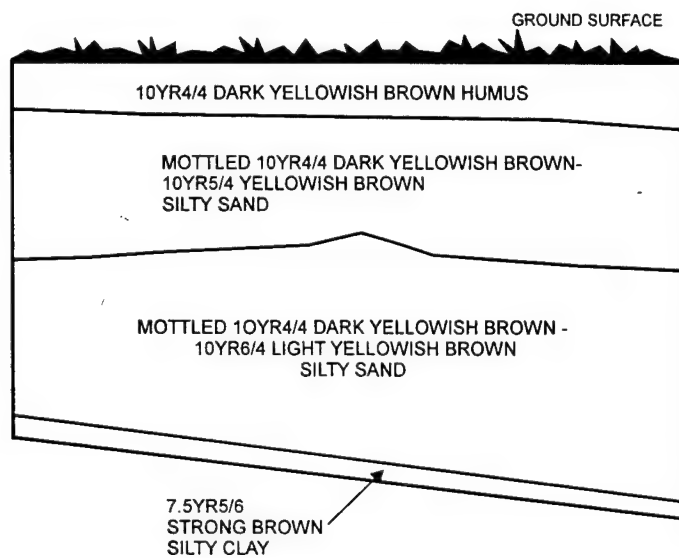 GROUND SURFACE
10YR4/4 DARK YELLOWISH BROWN HUMUS
MOTTLED 10YR4/4 DARK YELLOWISH BROWN-
10YR5/4 YELLOWISH BROWN
SILTY SAND
MOTTLED 10YR4/4 DARK YELLOWISH BROWN -
10YR6/4 LIGHT YELLOWISH BROWN
SILTY SAND
7.5YR5/6
STRONG BROWN
SILTY CLAY